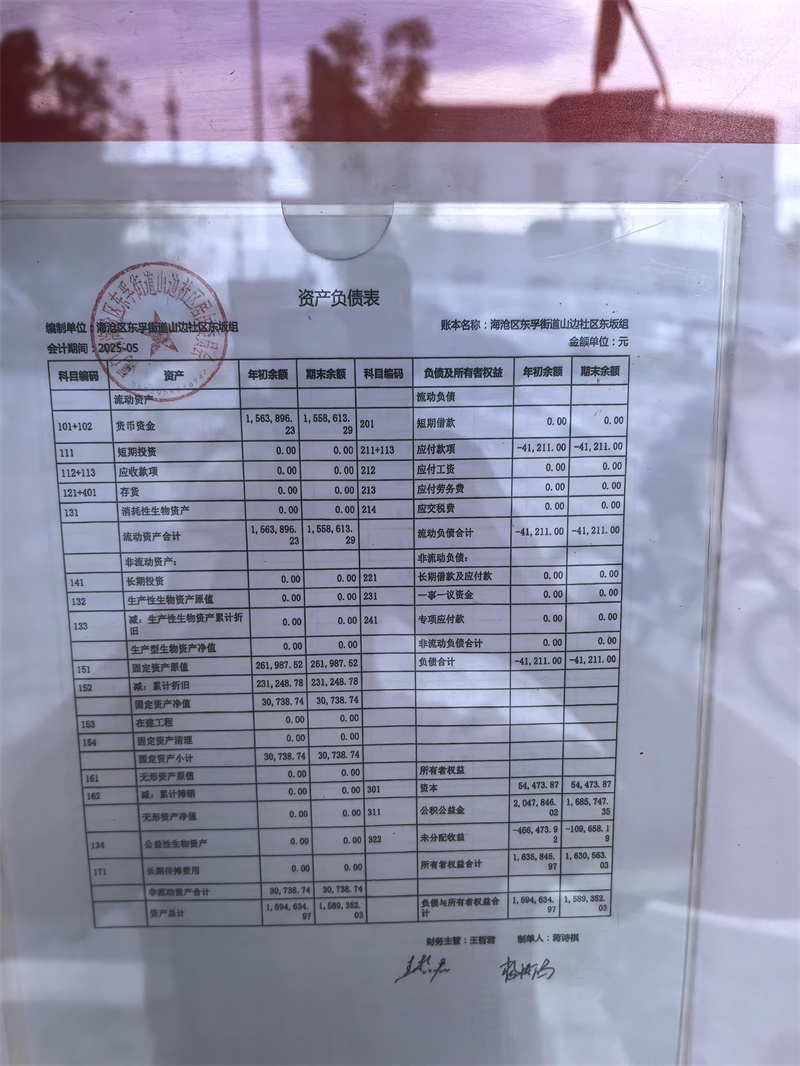 资产负债表
编制单位：海沧区东孚街道山边社区东坂组 账本名称：海沧区东孚街道山边社区东坂组
会计期间：2025-05 金额单位：元
科目编码 资产 年初余额 期末余额 科目编码 负债及所有者权益 年初余额 期末余额
流动资产 流动负债
101+102 货币资金 1,563,896.23 1,558,613.29 201 短期借款 0.00 0.00
111 短期投资 0.00 0.00 211+113 应付款项 -41,211.00 -41,211.00
112+113 应收款项 0.00 0.00 212 应付工资 0.00 0.00
121+401 存货 0.00 0.00 213 应付劳务费 0.00 0.00
131 消耗性生物资产 0.00 0.00 214 应交税费 0.00 0.00
流动资产合计 1,563,896.23 1,558,613.29 流动负债合计 -41,211.00 -41,211.00
非流动资产： 非流动负债：
141 长期投资 0.00 0.00 221 长期借款及应付款 0.00 0.00
132 生产性生物资产原值 0.00 0.00 231 一事一议资金 0.00 0.00
133 减：生产性生物资产累计折旧 0.00 0.00 241 专项应付款 0.00 0.00
生产型生物资产净值 0.00 0.00 非流动负债合计 0.00 0.00
151 固定资产原值 261,987.52 261,987.52 负债合计 -41,211.00 -41,211.00
152 减：累计折旧 231,248.78 231,248.78
固定资产净值 30,738.74 30,738.74
153 在建工程 0.00 0.00
154 固定资产清理 0.00 0.00
固定资产小计 30,738.74 30,738.74
161 无形资产原值 0.00 0.00 所有者权益
162 减：累计摊销 0.00 0.00 301 资本 54,473.87 54,473.87
无形资产净值 0.00 0.00 311 公积公益金 2,047,846.02 1,685,747.35
134 公益性生物资产 0.00 0.00 322 未分配收益 -466,473.92 -109,658.19
171 长期待摊费用 0.00 0.00 所有者权益合计 1,635,845.97 1,630,563.03
非流动资产合计 30,738.74 30,738.74
资产总计 1,594,634.97 1,589,352.03 负债与所有者权益合计 1,594,634.97 1,589,352.03
财务主管：王哲君 制单人：蒋诗祺